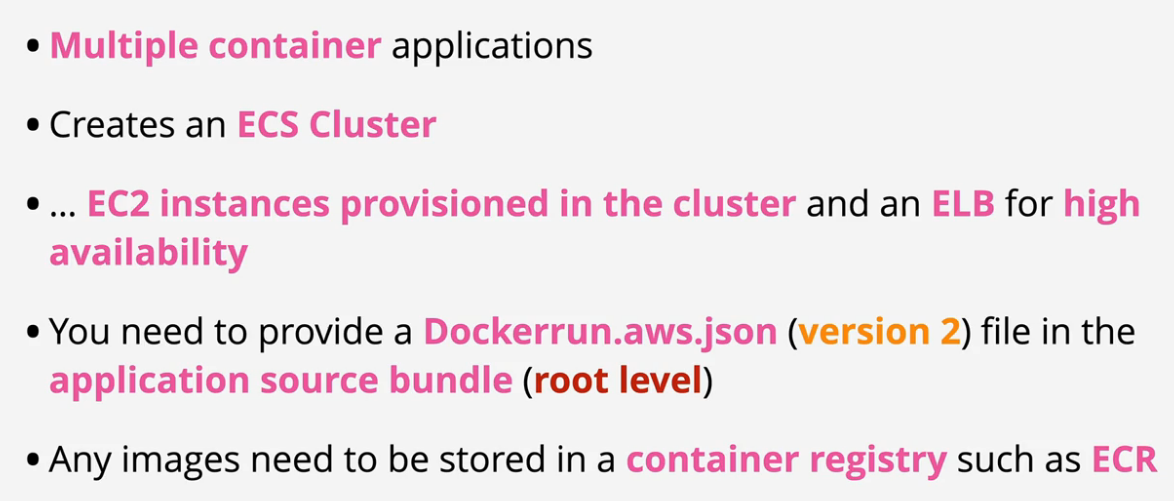 • Multiple container applications
• Creates an ECS Cluster
• ... EC2 instances provisioned in the cluster and an ELB for high
availability
• You need to provide a Dockerrun.aws.json (version 2) file in the
application source bundle (root level)
• Any images need to be stored in a container registry such as ECR